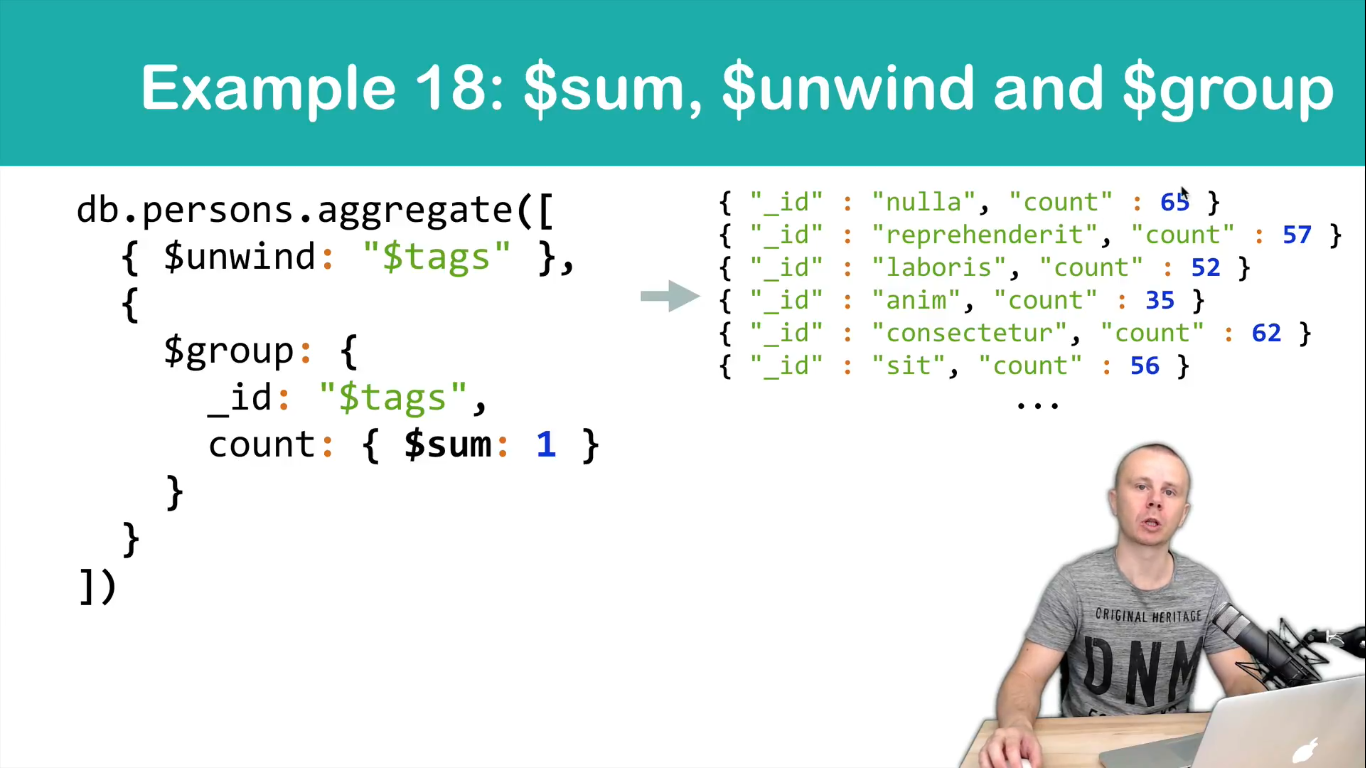 Example 18: $sum, $unwind and $group
db.persons.aggregate([
{ $unwind: "$tags" },
{
$group: {
_id: "$tags",
count: { $sum: 1 }
}
}
])
{ "_id" : "nulla", "count" : 65 }
{ "_id" : "reprehenderit", "count" : 57 }
{ "_id" : "laboris", "count" : 52 }
{ "_id" : "anim", "count" : 35 }
{ "_id" : "consectetur", "count" : 62 }
{ "_id" : "sit", "count" : 56 }
...
ORIGINAL HERITAGE
DNM